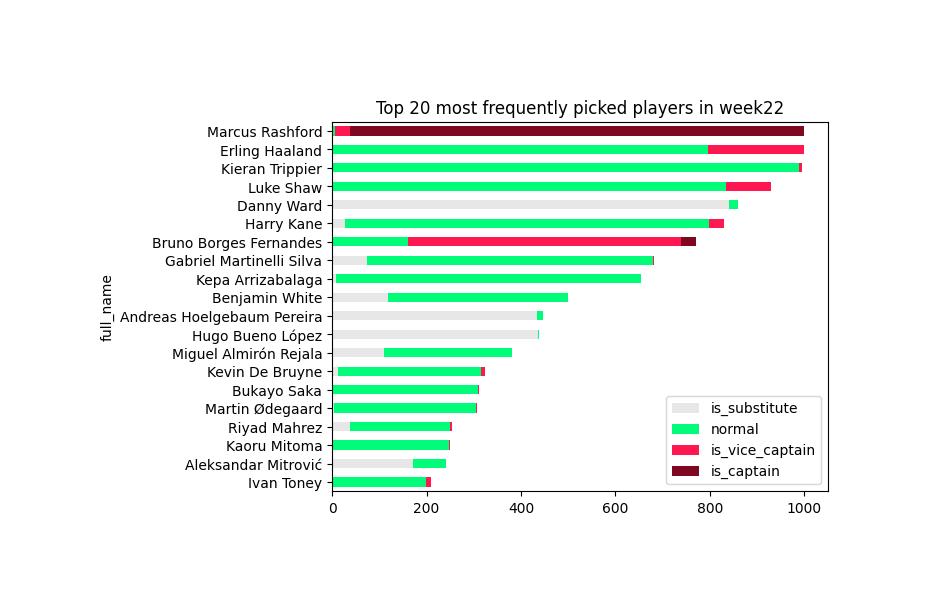 Top 20 most frequently picked players in week22
Marcus Rashford
Erling Haaland
Kieran Trippier
Luke Shaw
Danny Ward
Harry Kane
Bruno Borges Fernandes
Gabriel Martinelli Silva
Kepa Arrizabalaga
Benjamin White
Andreas Hoelgebaum Pereira
Hugo Bueno López
Miguel Almirón Rejala
Kevin De Bruyne
Bukayo Saka
Martin Ødegaard
Riyad Mahrez
Kaoru Mitoma
Aleksandar Mitrović
Ivan Toney
full_name
is_substitute
normal
is_vice_captain
is_captain
0 200 400 600 800 1000